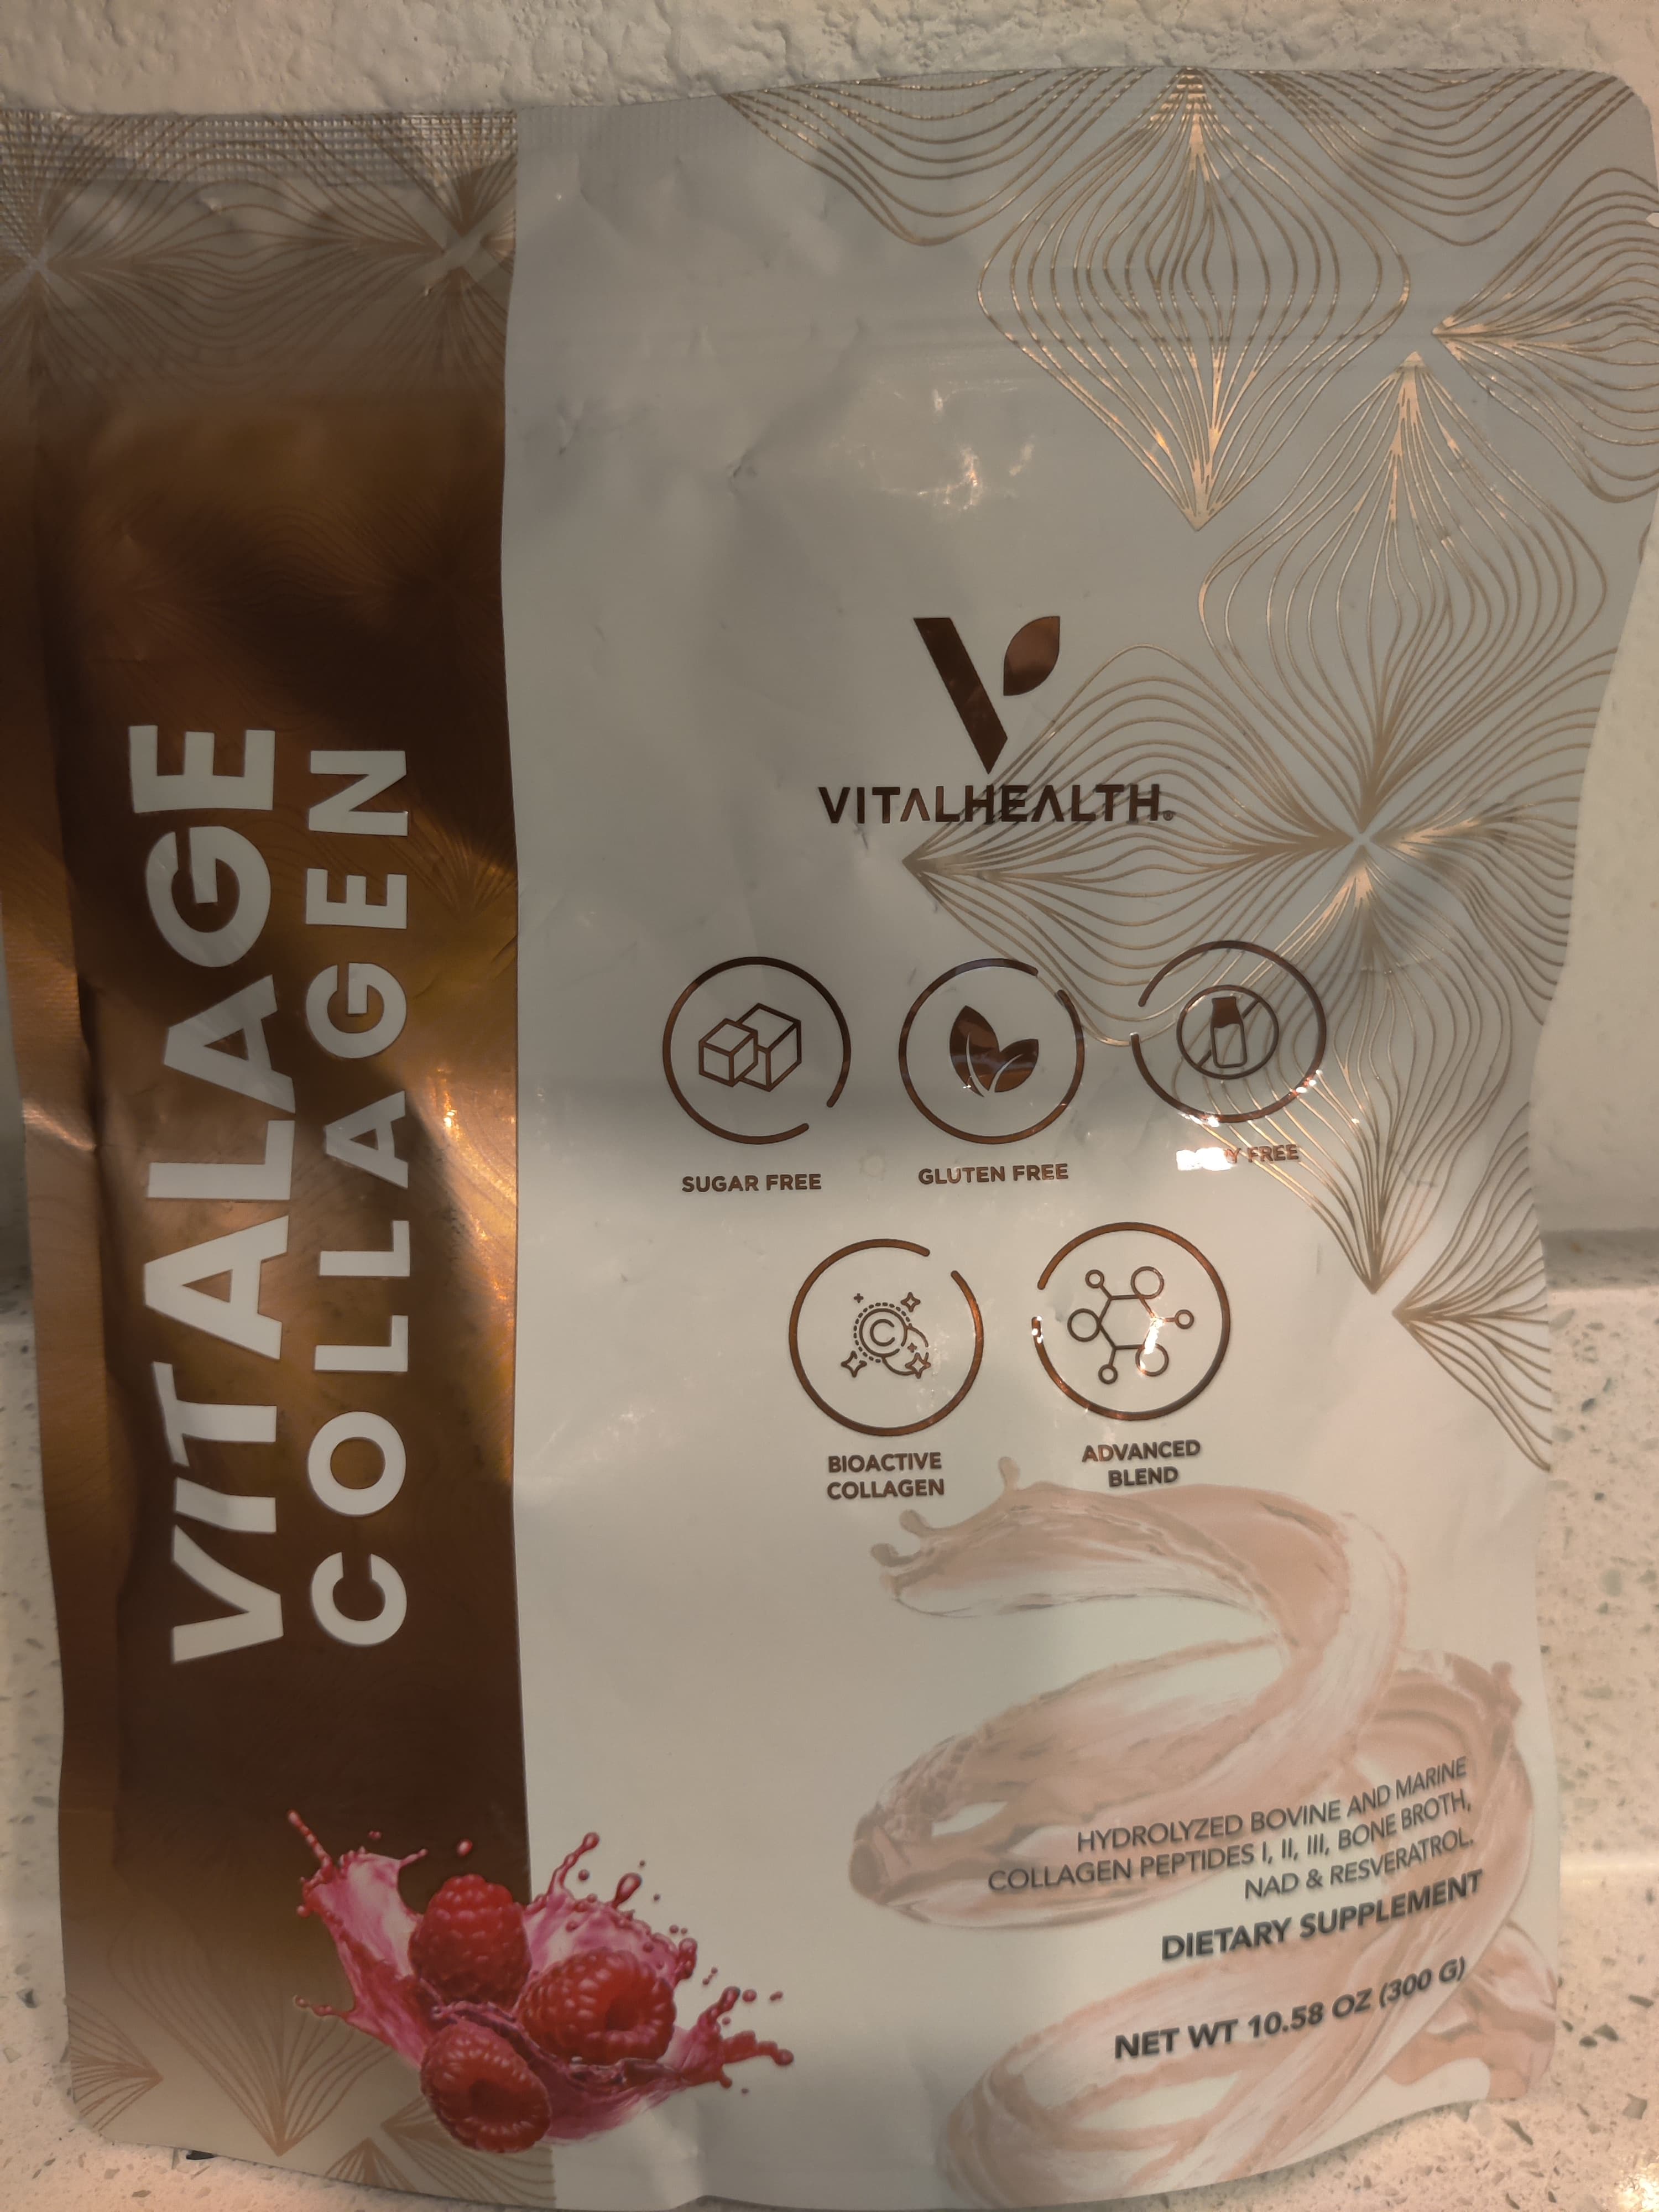 VITALAGE
COLLAGEN
VITALHEALTH®
SUGAR FREE
GLUTEN FREE
FREE
BIOACTIVE
COLLAGEN
ADVANCED
BLEND
HYDROLYZED BOVINE AND MARINE
COLLAGEN PEPTIDES I, II, III, BONE BROTH,
NAD & RESVERATROL.
DIETARY SUPPLEMENT
NET WT 10.58 OZ (300 G)